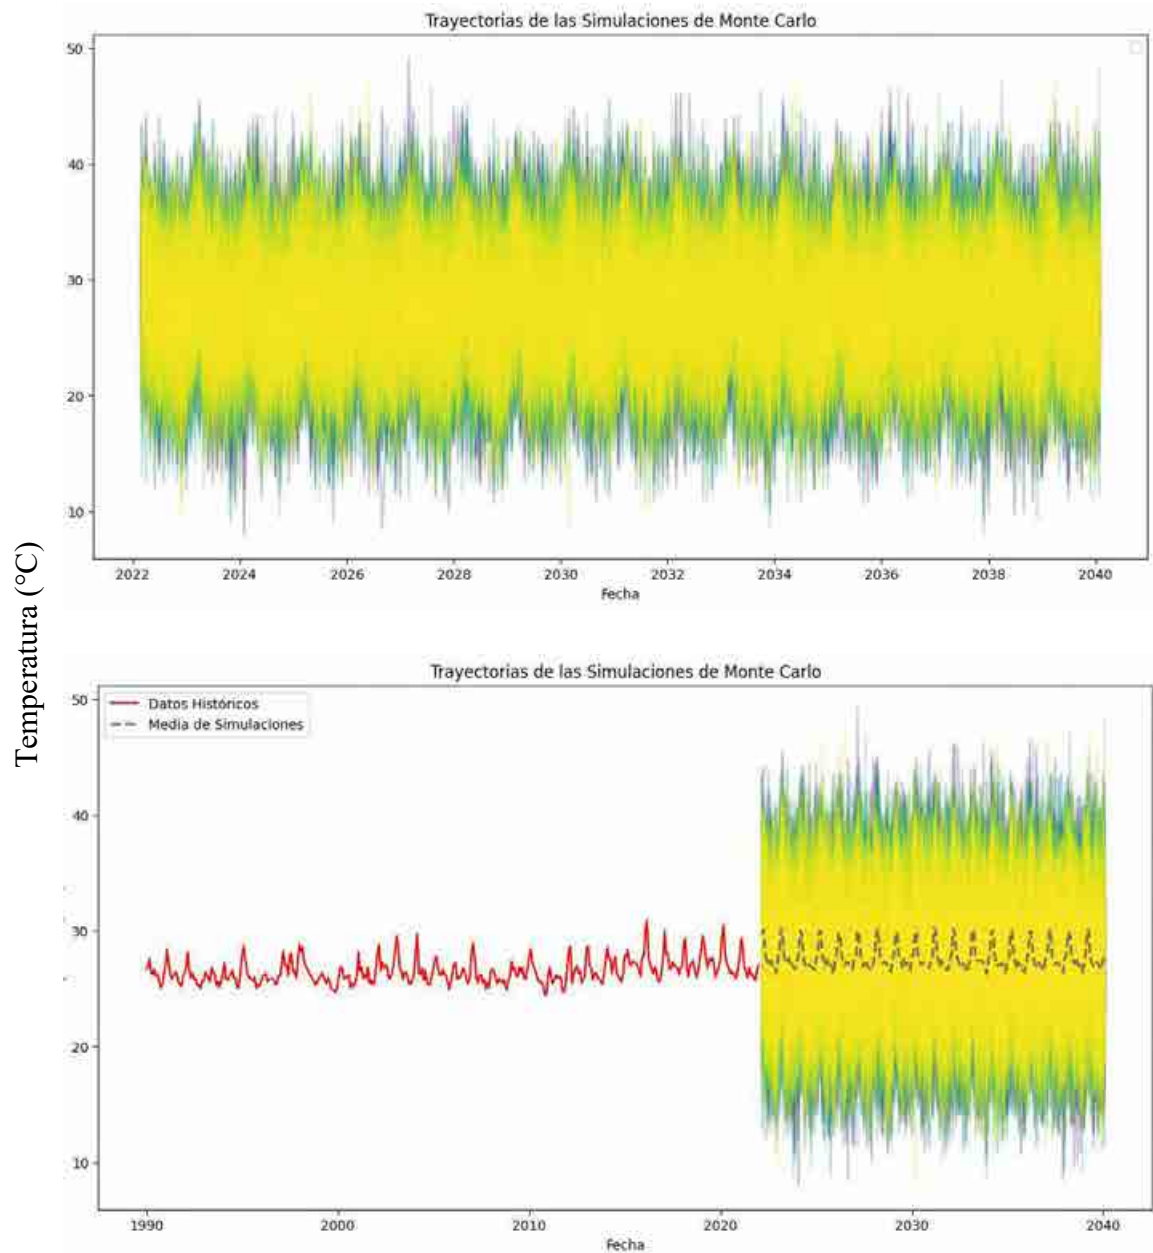 Trayectorias de las Simulaciones de Monte Carlo
50
40
30
20
10
2022 2024 2026 2028 2030 2032 2034 2036 2038 2040
Fecha
Temperatura (°C)
Trayectorias de las Simulaciones de Monte Carlo
Datos Históricos
Media de Simulaciones
50
40
30
20
10
1990 2000 2010 2020 2030 2040
Fecha